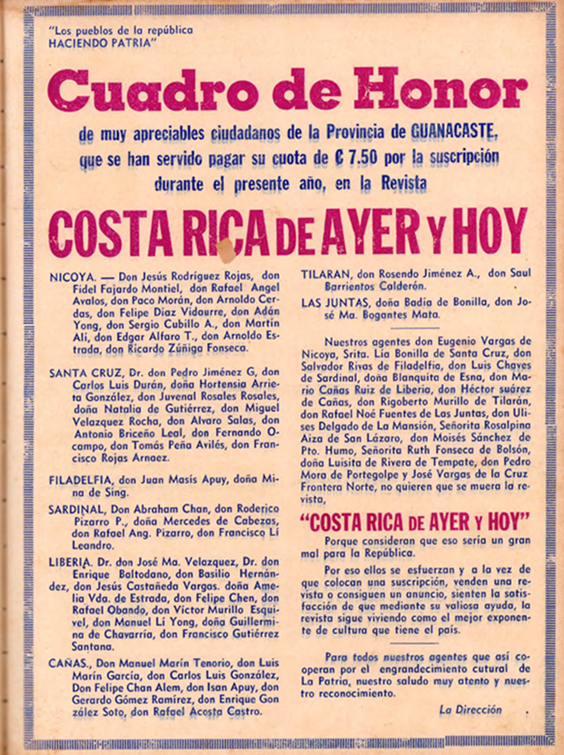 "Los pueblos de la república
HACIENDO PATRIA"
Cuadro de Honor
de muy apreciables ciudadanos de la Provincia de GUANACASTE,
que se han servido pagar su cuota de ₡ 7.50 por la suscripción
durante el presente año, en la Revista
COSTA RICA DE AYER Y HOY
NICOYA. — Don Jesús Rodríguez Rojas, don
Fidel Fajardo Montiel, don Rafael Angel
Avalos, don Paco Morán, don Arnoldo Cer-
das, don Felipe Díaz Vidaurre, don Adán
Yong, don Sergio Cubillo A., don Martín
Alí, don Edgar Alfaro T., don Arnoldo Es-
trada, don Ricardo Zúñiga Fonseca.
SANTA CRUZ, Dr. don Pedro Jiménez G, don
Carlos Luis Durán, doña Hortensia Arrie-
ta González, don Juvenal Rosales Rosales,
doña Natalia de Gutiérrez, don Miguel
Velazquez Rocha, don Alvaro Salas, don
Antonio Briceño Leal, don Fernando O-
campo, don Tomás Peña Avilés, don Fran-
cisco Rojas Arnaez.
FILADELFIA, don Juan Masís Apuy, doña Mi-
na de Sing.
SARDINAL, Don Abraham Chan, don Roderico
Pizarro P., doña Mercedes de Cabezas,
don Rafael Ang. Pizarro, don Francisco Li
Leandro.
LIBERIA. Dr. don José Ma. Velazquez, Dr. don
Enrique Baltodano, don Basilio Hernán-
dez, don Jesús Castañeda Vargas. doña Ame-
lia Vda. de Estrada, don Felipe Chen, don
Rafael Obando, don Víctor Murillo Esqui-
vel, don Manuel Lí Yong, doña Guillermi-
na de Chavarría, don Francisco Gutiérrez
Santana.
CAÑAS., Don Manuel Marín Tenorio, don Luis
Marín García, don Carlos Luis González,
Don Felipe Chan Alem, don Isan Apuy, don
Gerardo Gómez Ramírez, don Enrique Gon
zález Soto, don Rafael Acosta Castro.
TILARAN, don Rosendo Jiménez A., don Saul
Barrientos Calderón.
LAS JUNTAS, doña Badía de Bonilla, don Jo-
sé Ma. Bogantes Mata.
Nuestros agentes don Eugenio Vargas de
Nicoya, Srita. Lía Bonilla de Santa Cruz, don
Salvador Rivas de Filadelfia, don Luis Chaves
de Sardinal, doña Blanquita de Esna, don Ma-
rio Cañas Ruiz de Liberia, don Héctor suárez
de Cañas, don Rigoberto Murillo de Tilarán,
don Rafael Noé Fuentes de Las Juntas, don Uli-
ses Delgado de La Mansión, Señorita Rosalpina
Aiza de San Lázaro, don Moisés Sánchez de
Pto. Humo, Señorita Ruth Fonseca de Bolsón,
doña Luisita de Rivera de Tempate, don Pedro
Mora de Portegolpe y José Vargas de la Cruz
Frontera Norte, no quieren que se muera la re-
vista,
"COSTA RICA DE AYER Y HOY"
Porque consideran que eso sería un gran
mal para la República.
Por eso ellos se esfuerzan y a la vez de
que colocan una suscripción, venden una re-
vista o consiguen un anuncio, sienten la satis-
facción de que mediante su valiosa ayuda, la
revista sigue viviendo como el mejor exponen-
te de cultura que tiene el país.
Para todos nuestros agentes que así co-
operan por el engrandecimiento cutural de
La Patria, nuestro saludo muy atento y nues-
tro reconocimiento.
La Dirección